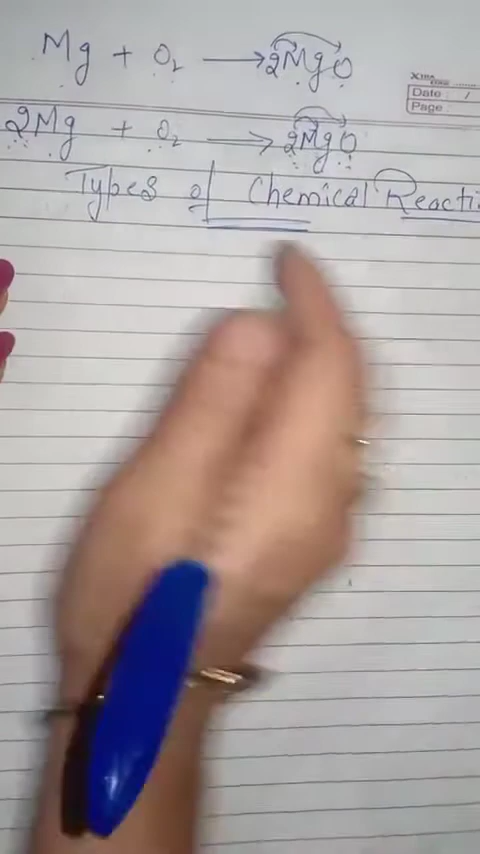 Mg + O₂ → 2MgO
Date : /
Page :
2Mg + O₂ → 2MgO
Types of Chemical Reacti